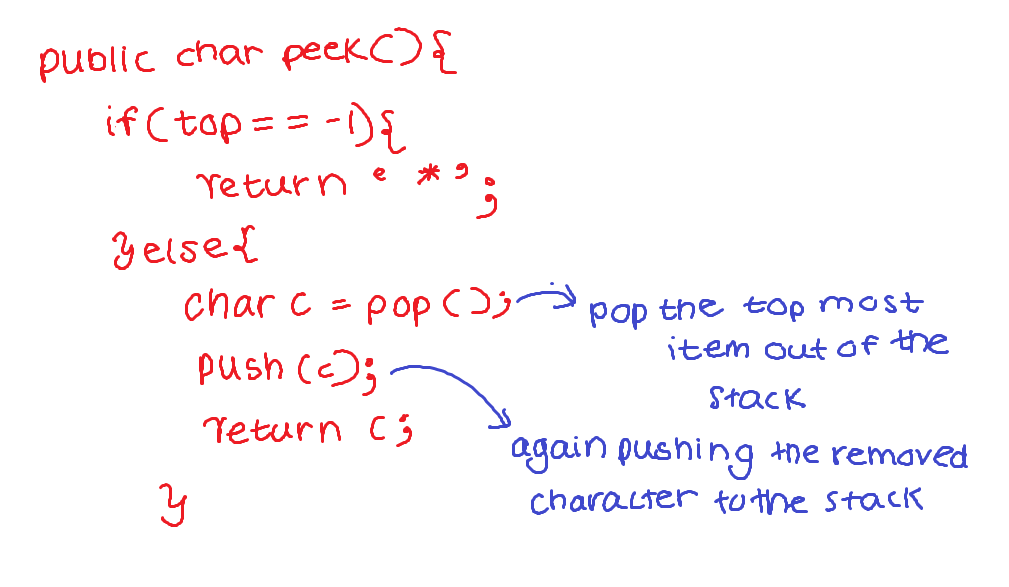 public char peek(){
if(top == -1){
return '*';
}else{
char c = pop();
pop the top most
item out of the
stack
push(c);
return c;
again pushing the removed
character to the stack
}